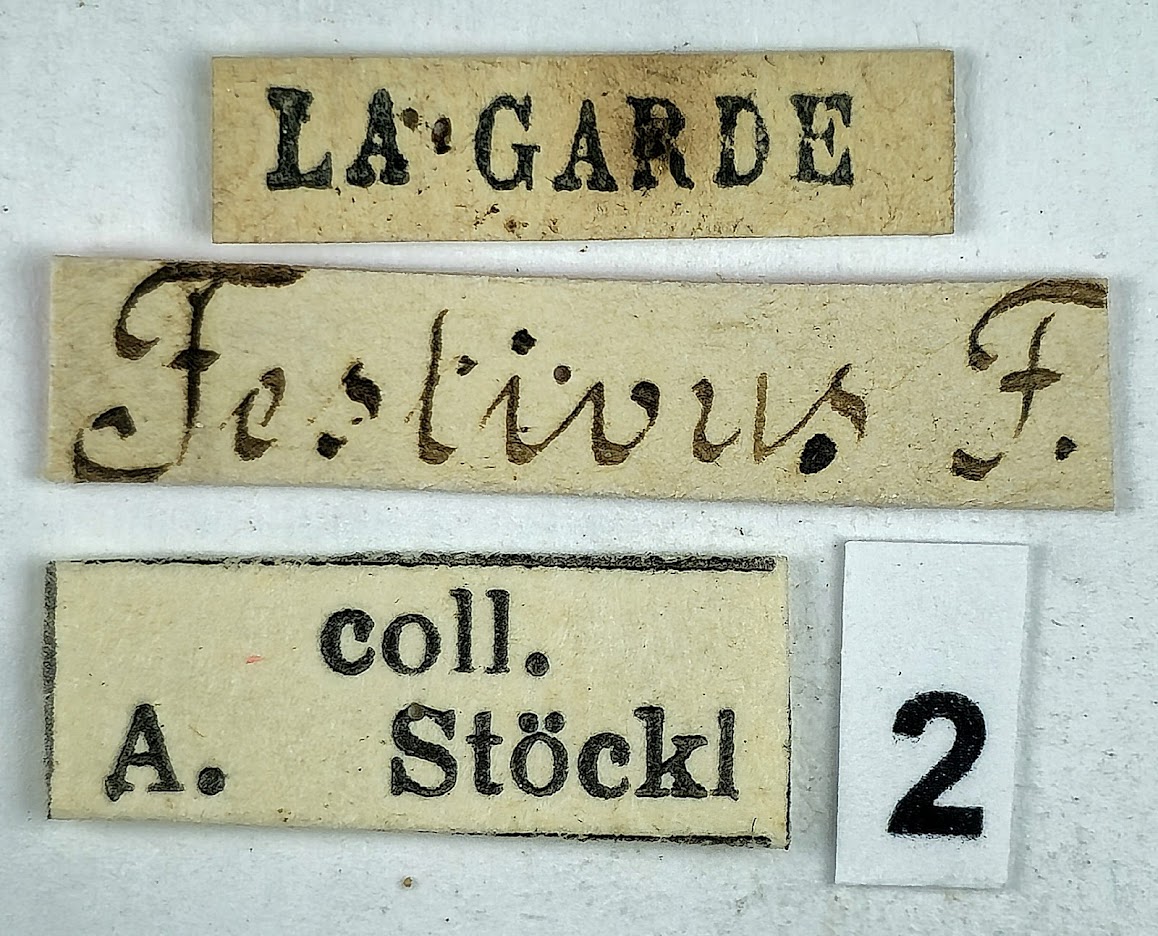 LA GARDE
Festivus F.
coll.
A. Stöckl
2